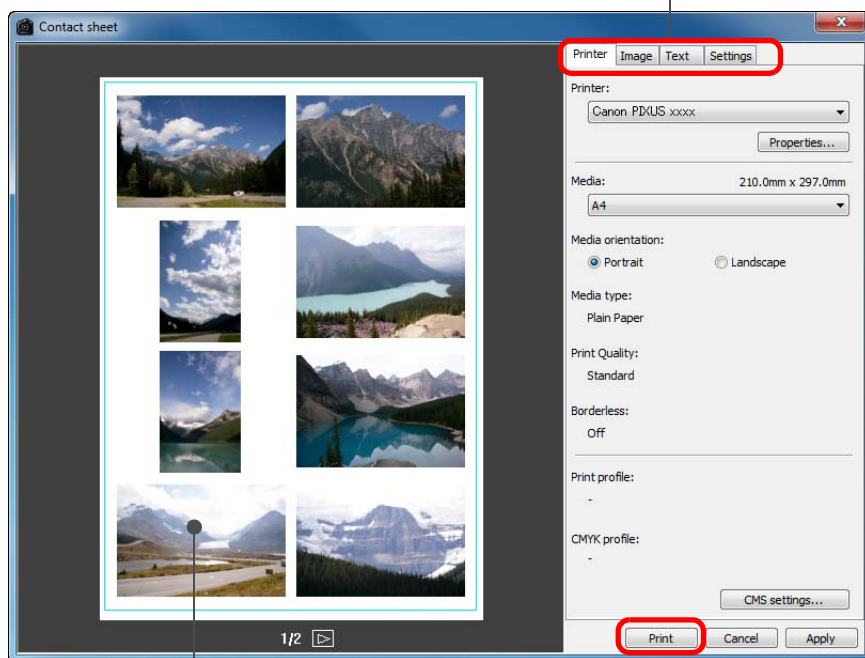 Contact sheet
Printer Image Text Settings
Printer:
Canon PIXUS xxxx
Properties...
Media: 210.0mm x 297.0mm
A4
Media orientation:
Portrait Landscape
Media type:
Plain Paper
Print Quality:
Standard
Borderless:
Off
Print profile:
-
CMYK profile:
-
CMS settings...
1/2
Print Cancel Apply